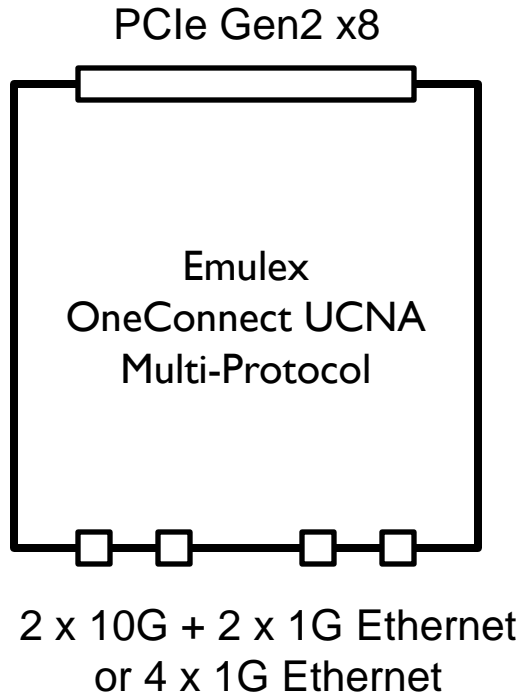 PCIe Gen2 x8
Emulex
OneConnect UCNA
Multi-Protocol
2 x 10G + 2 x 1G Ethernet
or 4 x 1G Ethernet